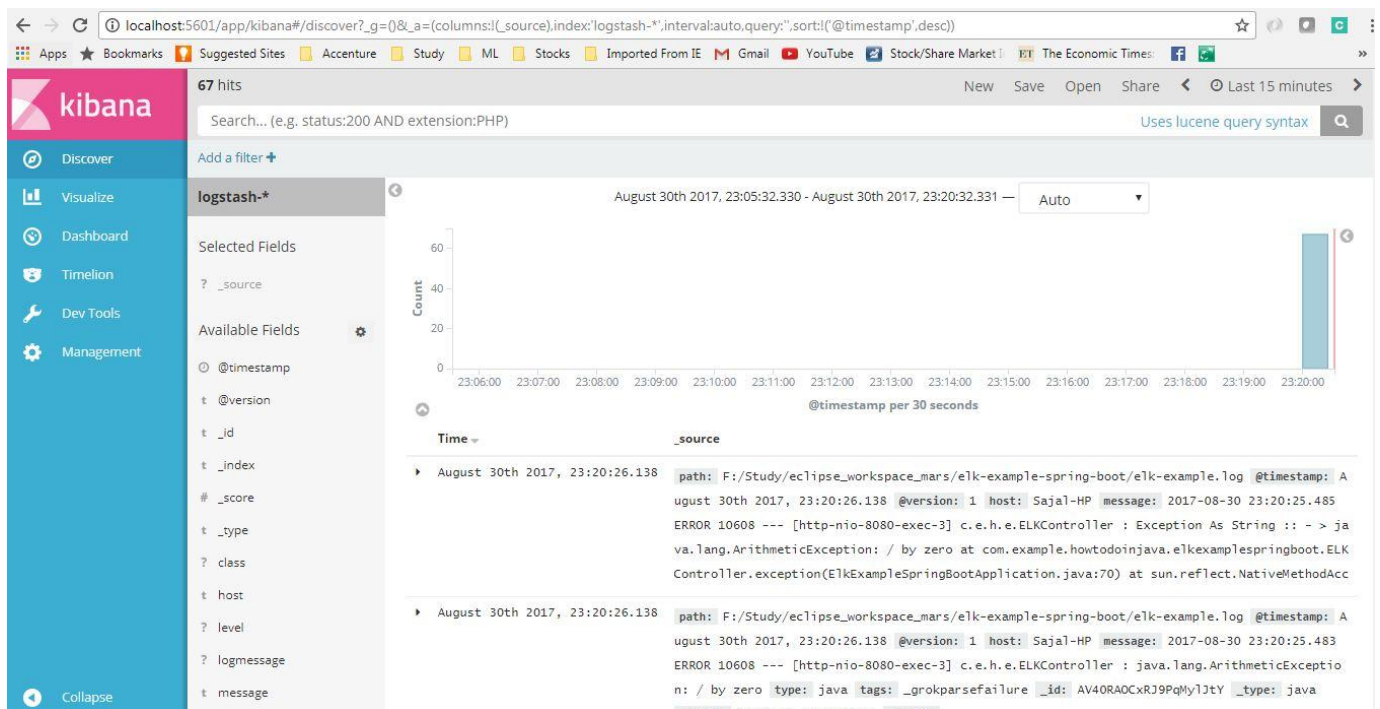 localhost:5601/app/kibana#/discover?_g=()&_a=(columns:!(_source),index:'logstash-*',interval:auto,query:'',sort:!('@timestamp',desc))
Apps Bookmarks Suggested Sites Accenture Study ML Stocks Imported From IE Gmail YouTube Stock/Share Market I ET The Economic Times: »
kibana
67 hits
New Save Open Share Last 15 minutes
Search... (e.g. status:200 AND extension:PHP)
Uses lucene query syntax
Discover
Visualize
Dashboard
Timelion
Dev Tools
Management
Collapse
Add a filter +
logstash-*
Selected Fields
? _source
Available Fields
@timestamp
t @version
t _id
t _index
# _score
t _type
? class
t host
? level
? logmessage
t message
August 30th 2017, 23:05:32.330 - August 30th 2017, 23:20:32.331 — Auto
Count
60
40
20
0
23:06:00 23:07:00 23:08:00 23:09:00 23:10:00 23:11:00 23:12:00 23:13:00 23:14:00 23:15:00 23:16:00 23:17:00 23:18:00 23:19:00 23:20:00
@timestamp per 30 seconds
Time _source
August 30th 2017, 23:20:26.138 path: F:/Study/eclipse_workspace_mars/elk-example-spring-boot/elk-example.log @timestamp: A
ugust 30th 2017, 23:20:26.138 @version: 1 host: Sajal-HP message: 2017-08-30 23:20:25.485
ERROR 10608 --- [http-nio-8080-exec-3] c.e.h.e.ELKController : Exception As String :: - > ja
va.lang.ArithmeticException: / by zero at com.example.howtodoinjava.elkexamplespringboot.ELK
Controller.exception(ElkExampleSpringBootApplication.java:70) at sun.reflect.NativeMethodAcc
August 30th 2017, 23:20:26.138 path: F:/Study/eclipse_workspace_mars/elk-example-spring-boot/elk-example.log @timestamp: A
ugust 30th 2017, 23:20:26.138 @version: 1 host: Sajal-HP message: 2017-08-30 23:20:25.483
ERROR 10608 --- [http-nio-8080-exec-3] c.e.h.e.ELKController : java.lang.ArithmeticExceptio
n: / by zero type: java tags: _grokparsefailure _id: AV40RAOCxRJ9PqMylJtY _type: java